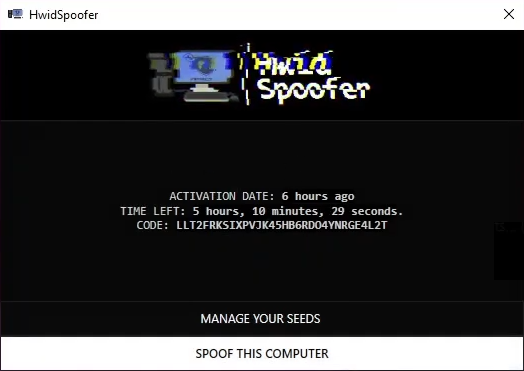 HwidSpoofer
Hwid
Spoofer
ACTIVATION DATE: 6 hours ago
TIME LEFT: 5 hours, 10 minutes, 29 seconds.
CODE: LLT2FRKSIXPVJK45HB6RDO4YNRGE4L2T
MANAGE YOUR SEEDS
SPOOF THIS COMPUTER